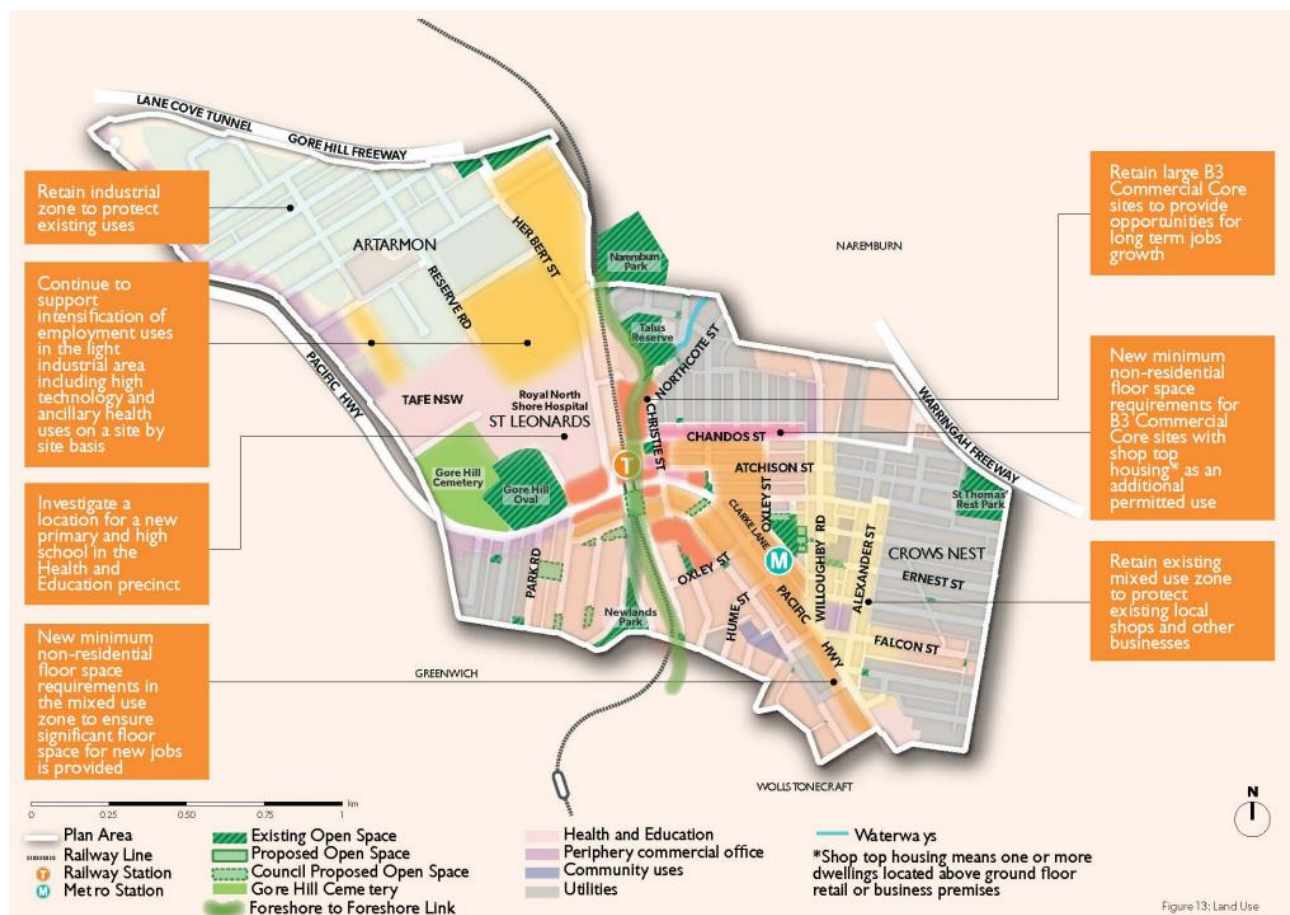 LANE COVE TUNNEL
GORE HILL FREEWAY
Retain industrial
zone to protect
existing uses
Continue to
support
intensification of
employment uses
in the light
industrial area
including high
technology and
ancillary health
uses on a site by
site basis
Investigate a
location for a new
primary and high
school in the
Health and
Education precinct
New minimum
non-residential
floor space
requirements in
the mixed use
zone to ensure
significant floor
space for new jobs
is provided
Retain large B3
Commercial Core
sites to provide
opportunities for
long term jobs
growth
New minimum
non-residential
floor space
requirements for
B3 Commercial
Core sites with
shop top
housing* as an
additional
permitted use
Retain existing
mixed use zone
to protect
existing local
shops and other
businesses
ARTARMON
HERBERT ST
RESERVE RD
PACIFIC HWY
TAFE NSW
Royal North
Shore Hospital
ST LEONARDS
Gore Hill
Cemetery
Gore Hill
Oval
Naremburn
Park
NAREMBURN
Talus
Reserve
NORTHCOTE ST
CHRISTIE ST
CHANDOS ST
ATCHISON ST
WARRINGAH FREEWAY
T
OXLEY ST
CLARKE LANE
WILLOUGHBY RD
ALEXANDER ST
St Thomas'
Rest Park
CROWS NEST
ERNEST ST
M
PARK RD
OXLEY ST
HUME ST
PACIFIC
HWY
FALCON ST
Newlands
Park
GREENWICH
WOLLSTONECRAFT
km
0 0.25 0.50 0.75 1
N
Plan Area
Railway Line
T Railway Station
M Metro Station
Existing Open Space
Proposed Open Space
Council Proposed Open Space
Gore Hill Cemetery
Foreshore to Foreshore Link
Health and Education
Periphery commercial office
Community uses
Utilities
Waterways
*Shop top housing means one or more
dwellings located above ground floor
retail or business premises
Figure 13: Land Use